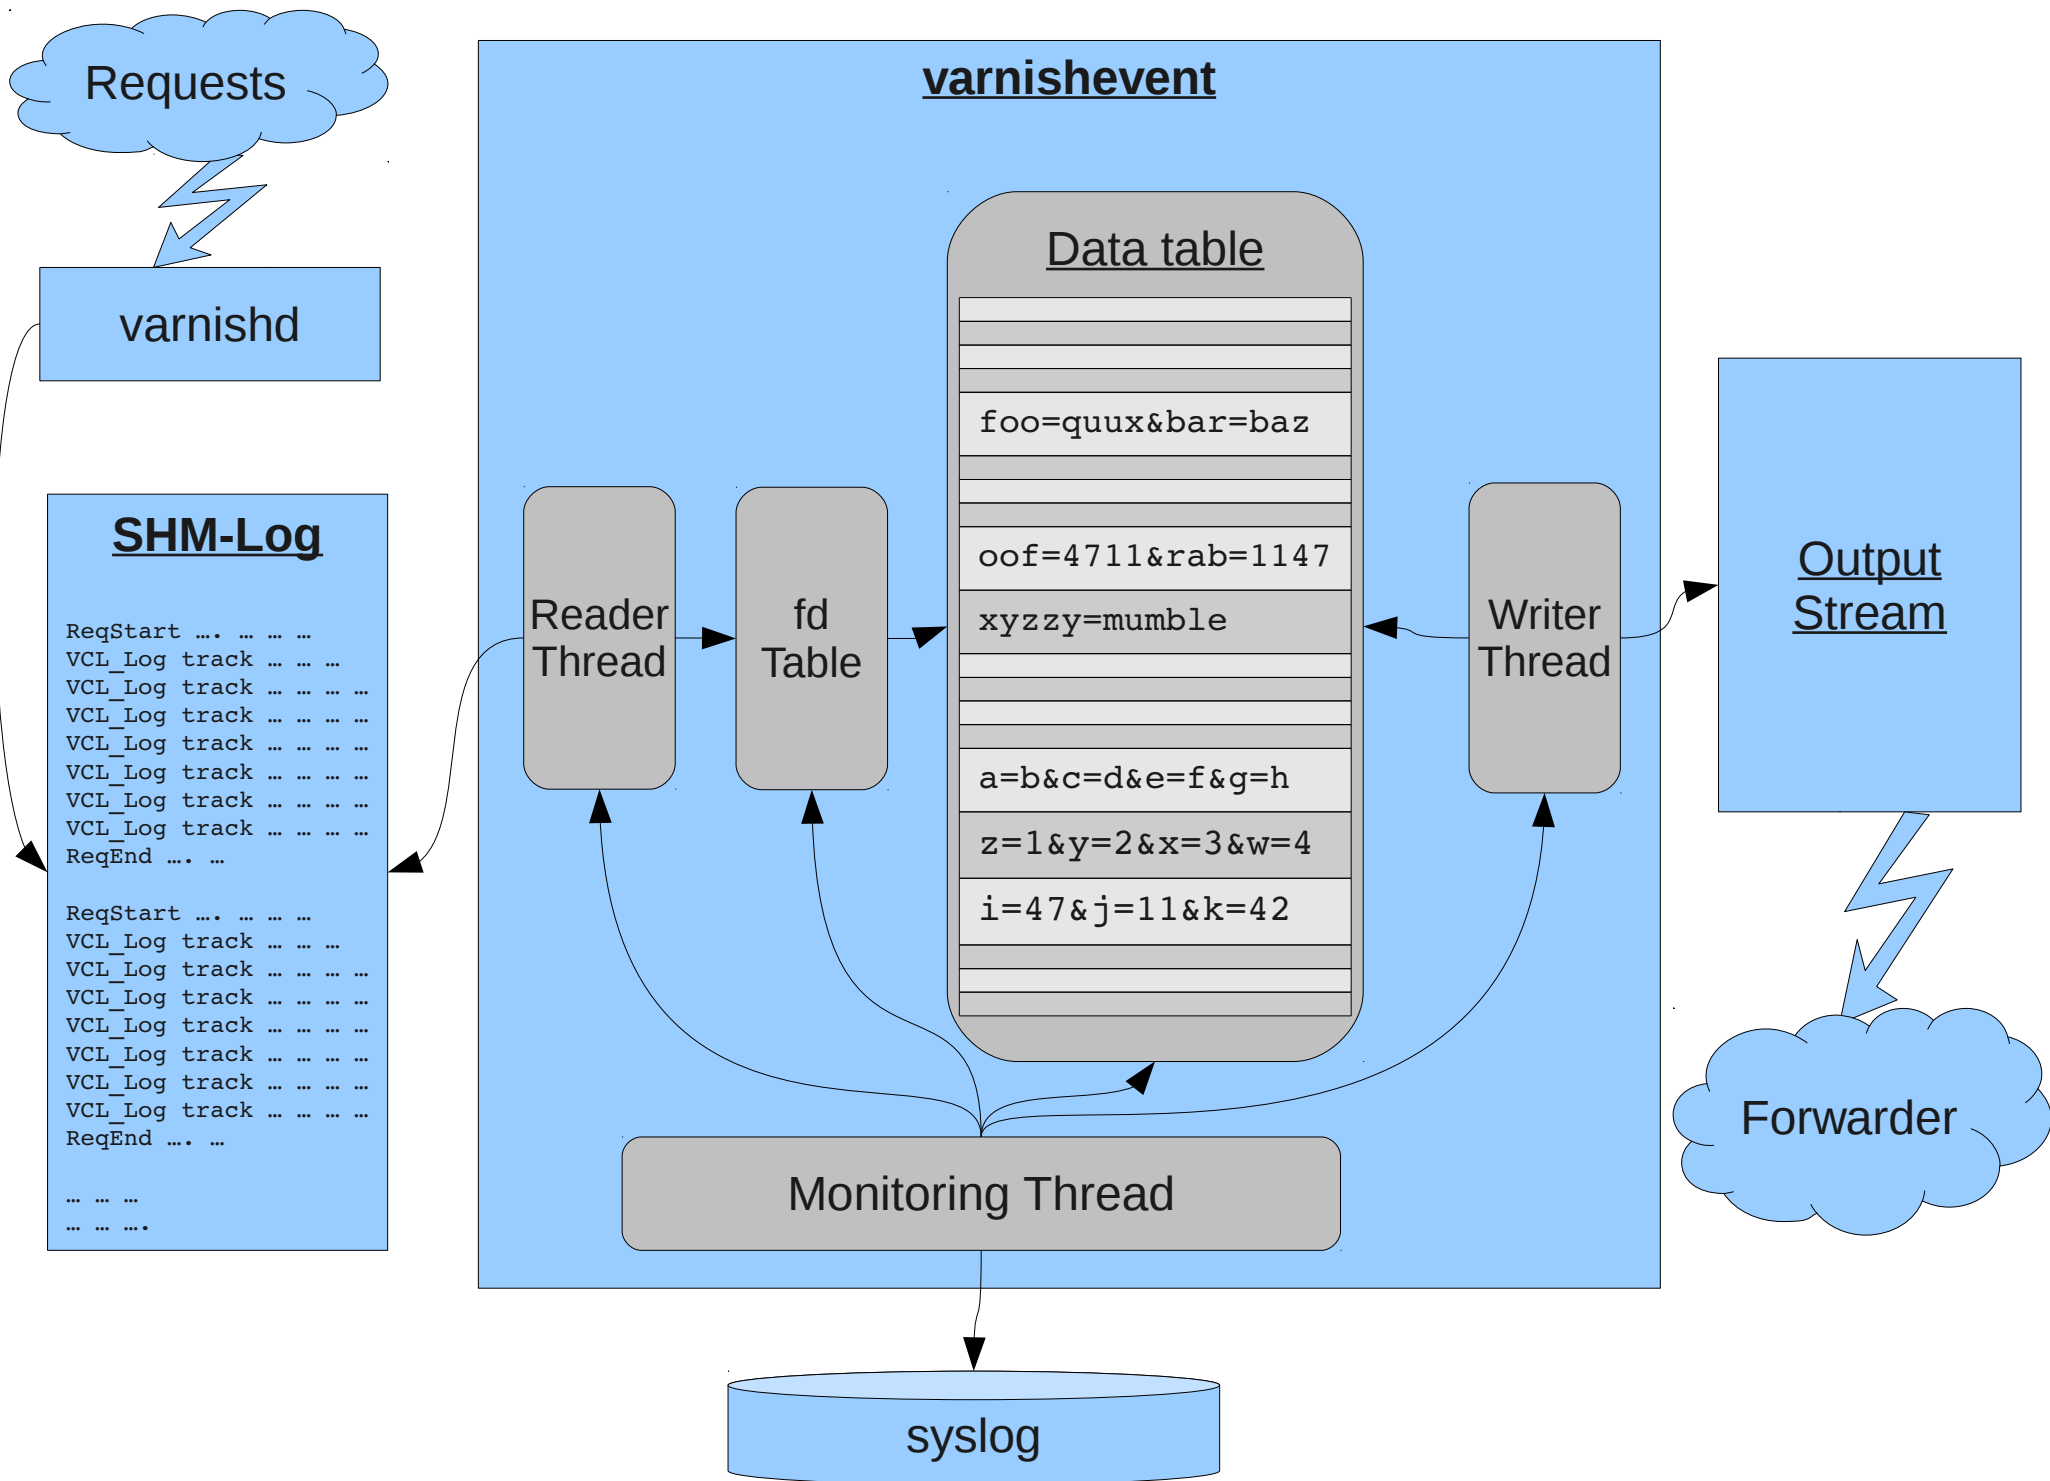 Requests
varnishd
SHM-Log
ReqStart …. … … …
VCL_Log track … … …
VCL_Log track … … … …
VCL_Log track … … … …
VCL_Log track … … … …
VCL_Log track … … … …
VCL_Log track … … … …
VCL_Log track … … … …
ReqEnd …. …
ReqStart …. … … …
VCL_Log track … … …
VCL_Log track … … … …
VCL_Log track … … … …
VCL_Log track … … … …
VCL_Log track … … … …
VCL_Log track … … … …
VCL_Log track … … … …
ReqEnd …. …
… … …
… … ….
varnishevent
Reader
Thread
fd
Table
Data table
foo=quux&bar=baz
oof=4711&rab=1147
xyzzy=mumble
a=b&c=d&e=f&g=h
z=1&y=2&x=3&w=4
i=47&j=11&k=42
Writer
Thread
Monitoring Thread
syslog
Output
Stream
Forwarder